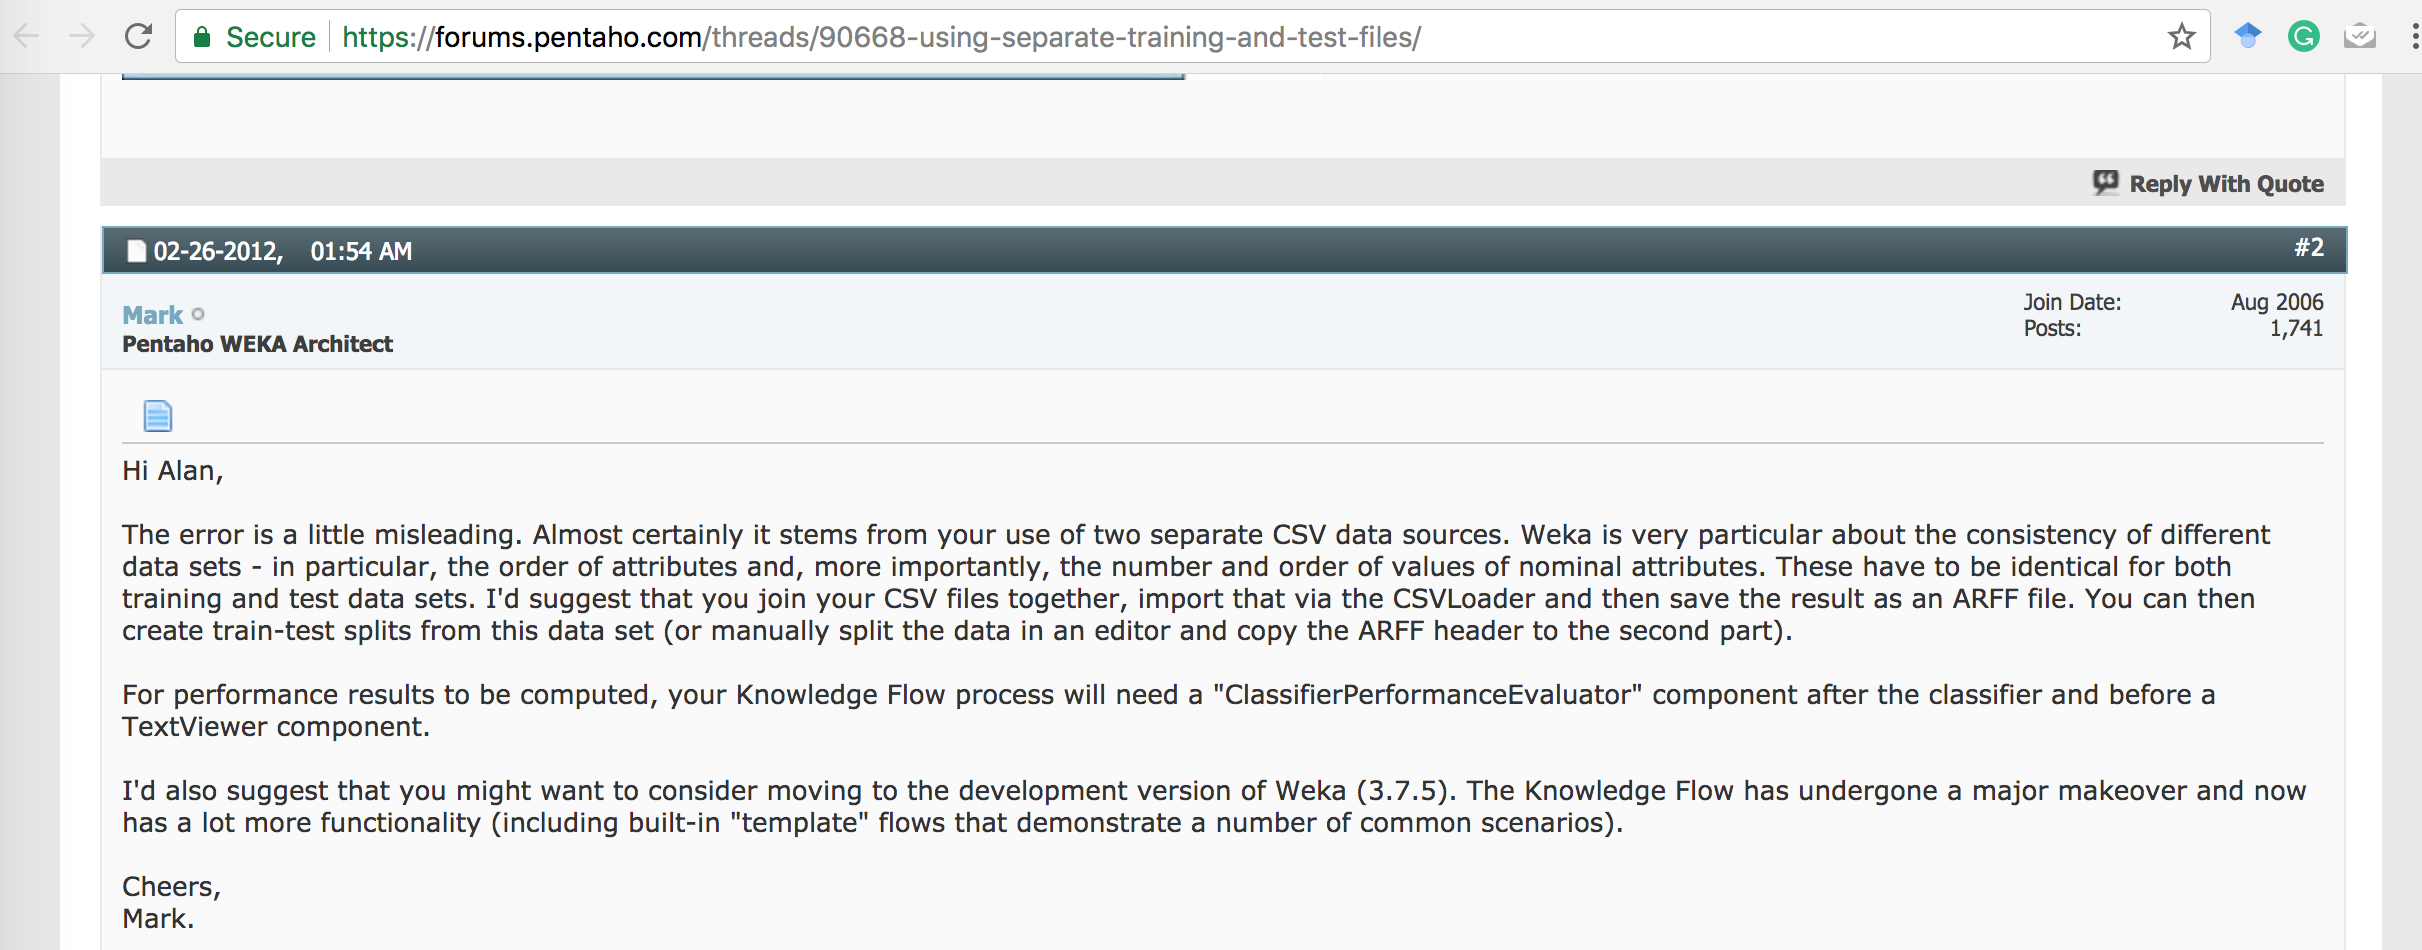 Secure https://forums.pentaho.com/threads/90668-using-separate-training-and-test-files/
Reply With Quote
02-26-2012, 01:54 AM #2
Mark
Pentaho WEKA Architect
Join Date: Aug 2006
Posts: 1,741
Hi Alan,
The error is a little misleading. Almost certainly it stems from your use of two separate CSV data sources. Weka is very particular about the consistency of different
data sets - in particular, the order of attributes and, more importantly, the number and order of values of nominal attributes. These have to be identical for both
training and test data sets. I'd suggest that you join your CSV files together, import that via the CSVLoader and then save the result as an ARFF file. You can then
create train-test splits from this data set (or manually split the data in an editor and copy the ARFF header to the second part).
For performance results to be computed, your Knowledge Flow process will need a "ClassifierPerformanceEvaluator" component after the classifier and before a
TextViewer component.
I'd also suggest that you might want to consider moving to the development version of Weka (3.7.5). The Knowledge Flow has undergone a major makeover and now
has a lot more functionality (including built-in "template" flows that demonstrate a number of common scenarios).
Cheers,
Mark.